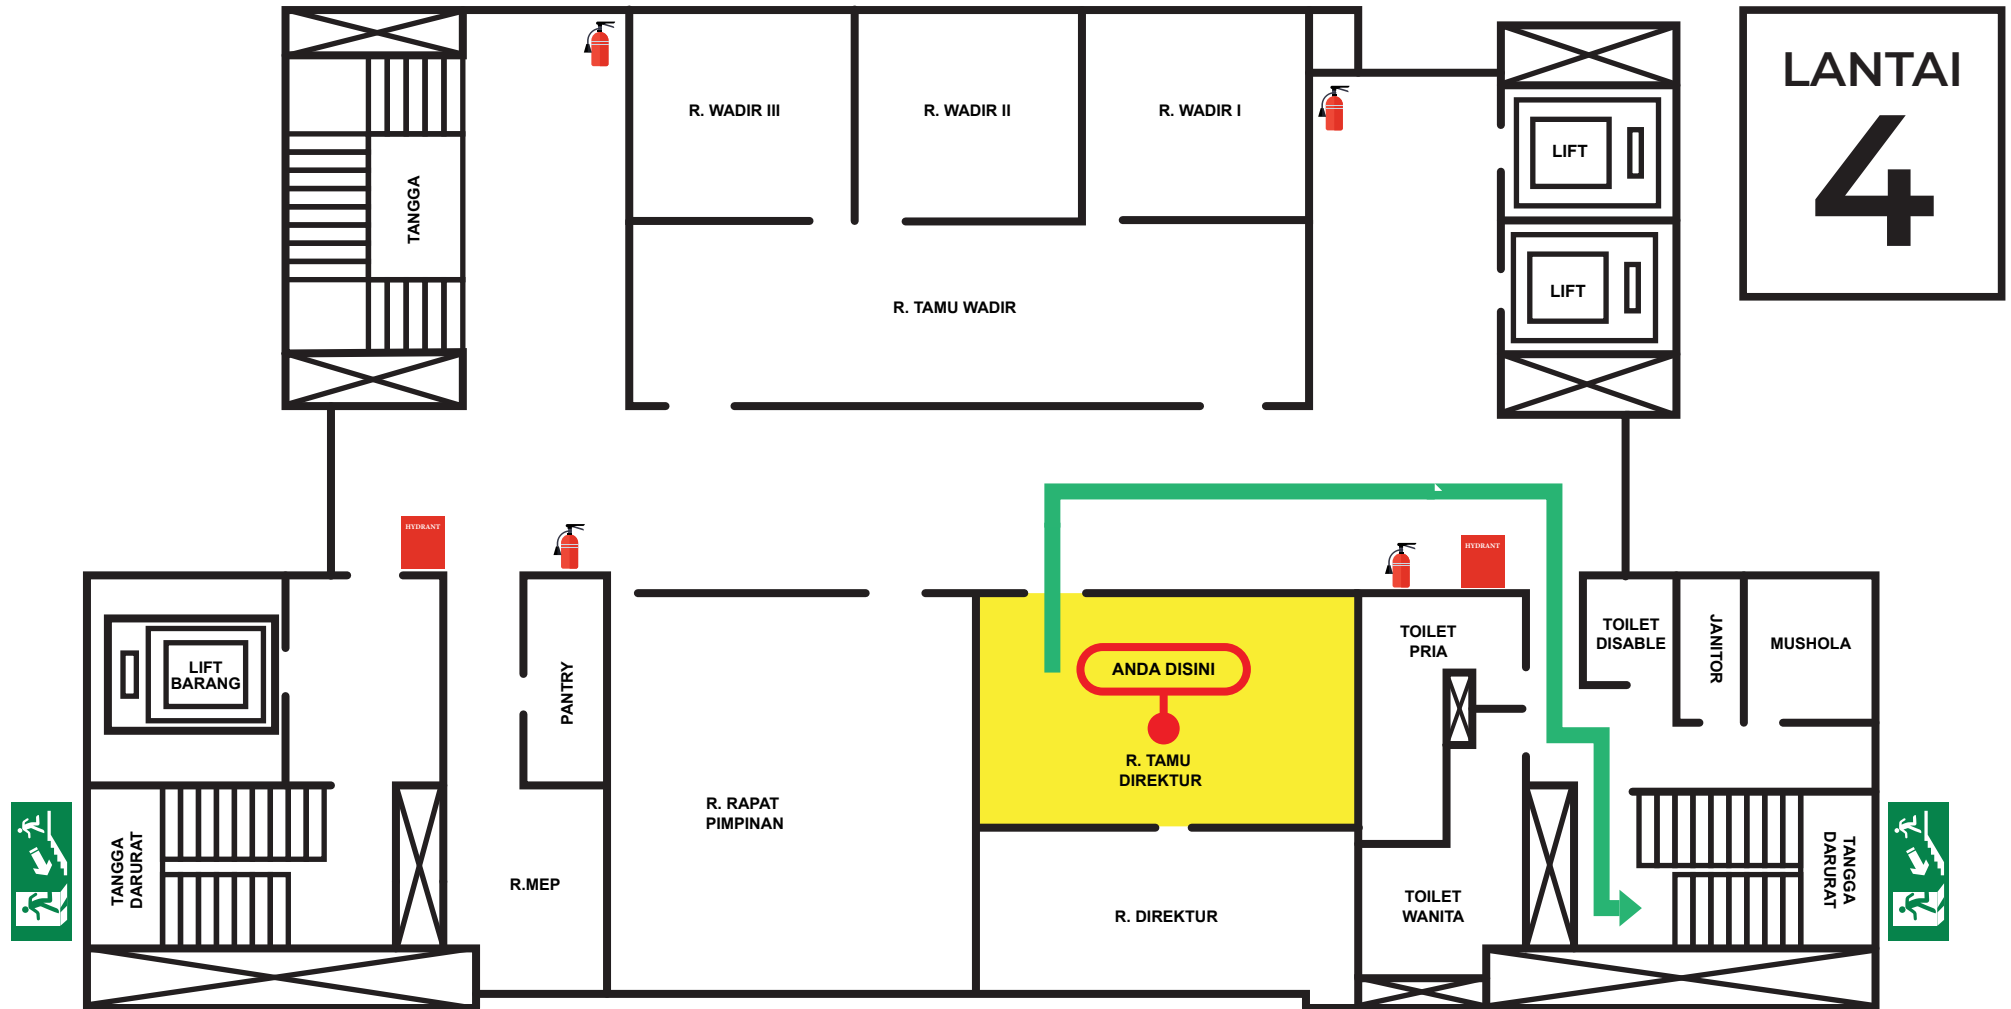 LANTAI
4
R. WADIR III
R. WADIR II
R. WADIR I
LIFT
TANGGA
LIFT
R. TAMU WADIR
HYDRANT
HYDRANT
TOILET
PRIA
TOILET
DISABLE
JANITOR
MUSHOLA
LIFT
BARANG
PANTRY
ANDA DISINI
R. TAMU
DIREKTUR
R. RAPAT
PIMPINAN
TANGGA
DARURAT
R.MEP
R. DIREKTUR
TOILET
WANITA
TANGGA
DARURAT